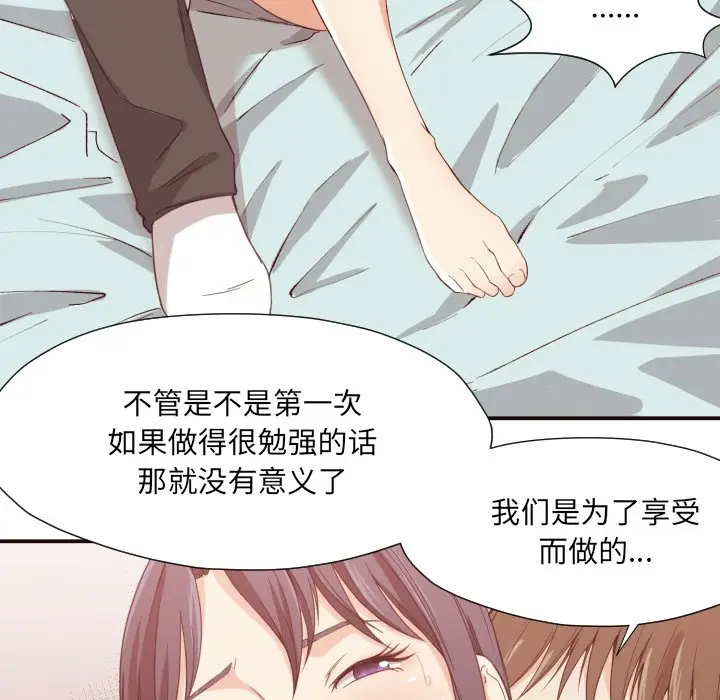 ......
不管是不是第一次
如果做得很勉强的话
那就没有意义了
我们是为了享受
而做的...